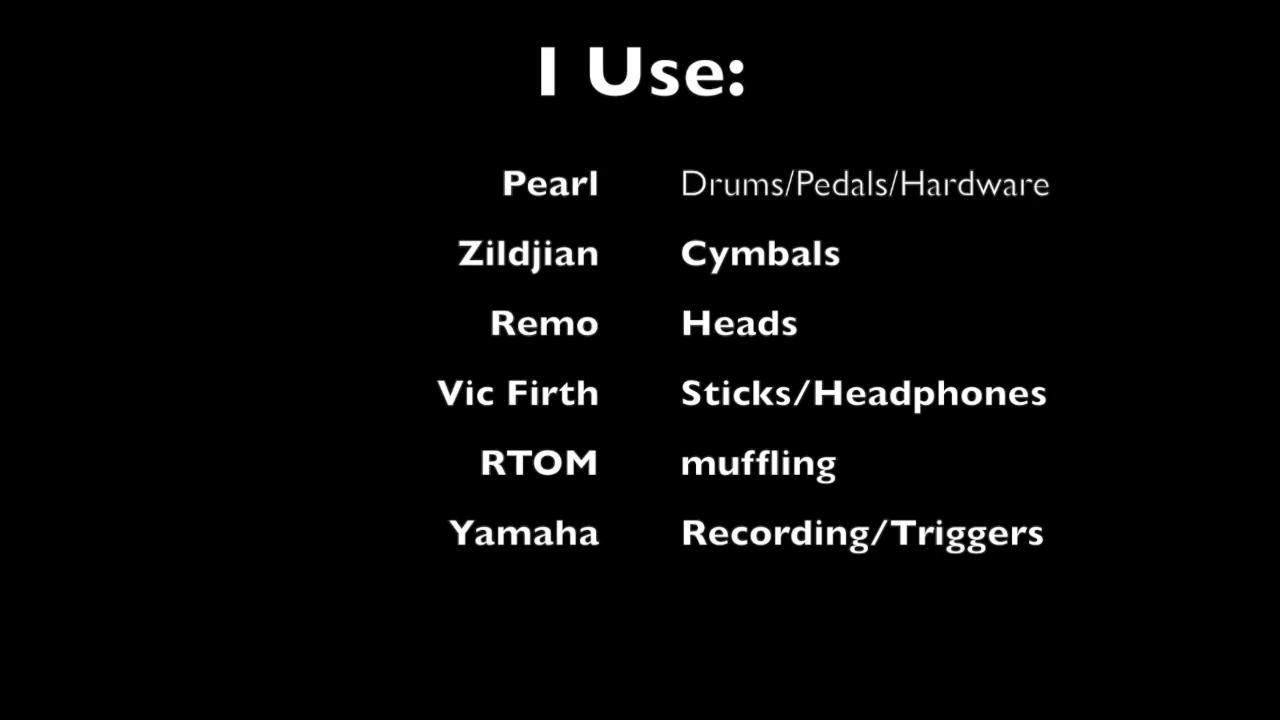 I Use:
Pearl Drums/Pedals/Hardware
Zildjian Cymbals
Remo Heads
Vic Firth Sticks/Headphones
RTOM muffling
Yamaha Recording/Triggers